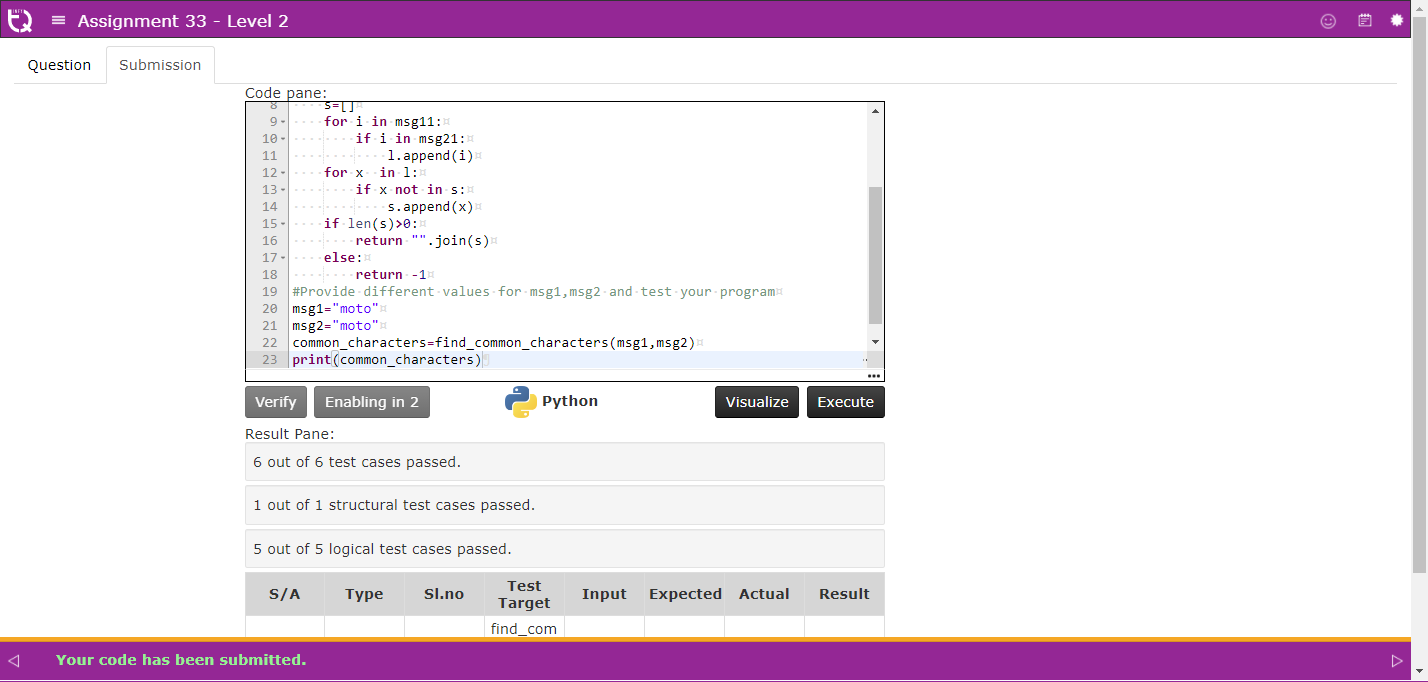 Assignment 33 - Level 2
Question
Submission
Code pane:
8 s=[]
9 for i in msg11:
10 if i in msg21:
11 l.append(i)
12 for x  in l:
13 if x not in s:
14 s.append(x)
15 if len(s)>0:
16 return "".join(s)
17 else:
18 return -1
19 #Provide different values for msg1,msg2 and test your program
20 msg1="moto"
21 msg2="moto"
22 common_characters=find_common_characters(msg1,msg2)
23 print(common_characters)
Verify
Enabling in 2
Python
Visualize
Execute
Result Pane:
6 out of 6 test cases passed.
1 out of 1 structural test cases passed.
5 out of 5 logical test cases passed.
S/A Type Sl.no Test Target Input Expected Actual Result
find_com
Your code has been submitted.